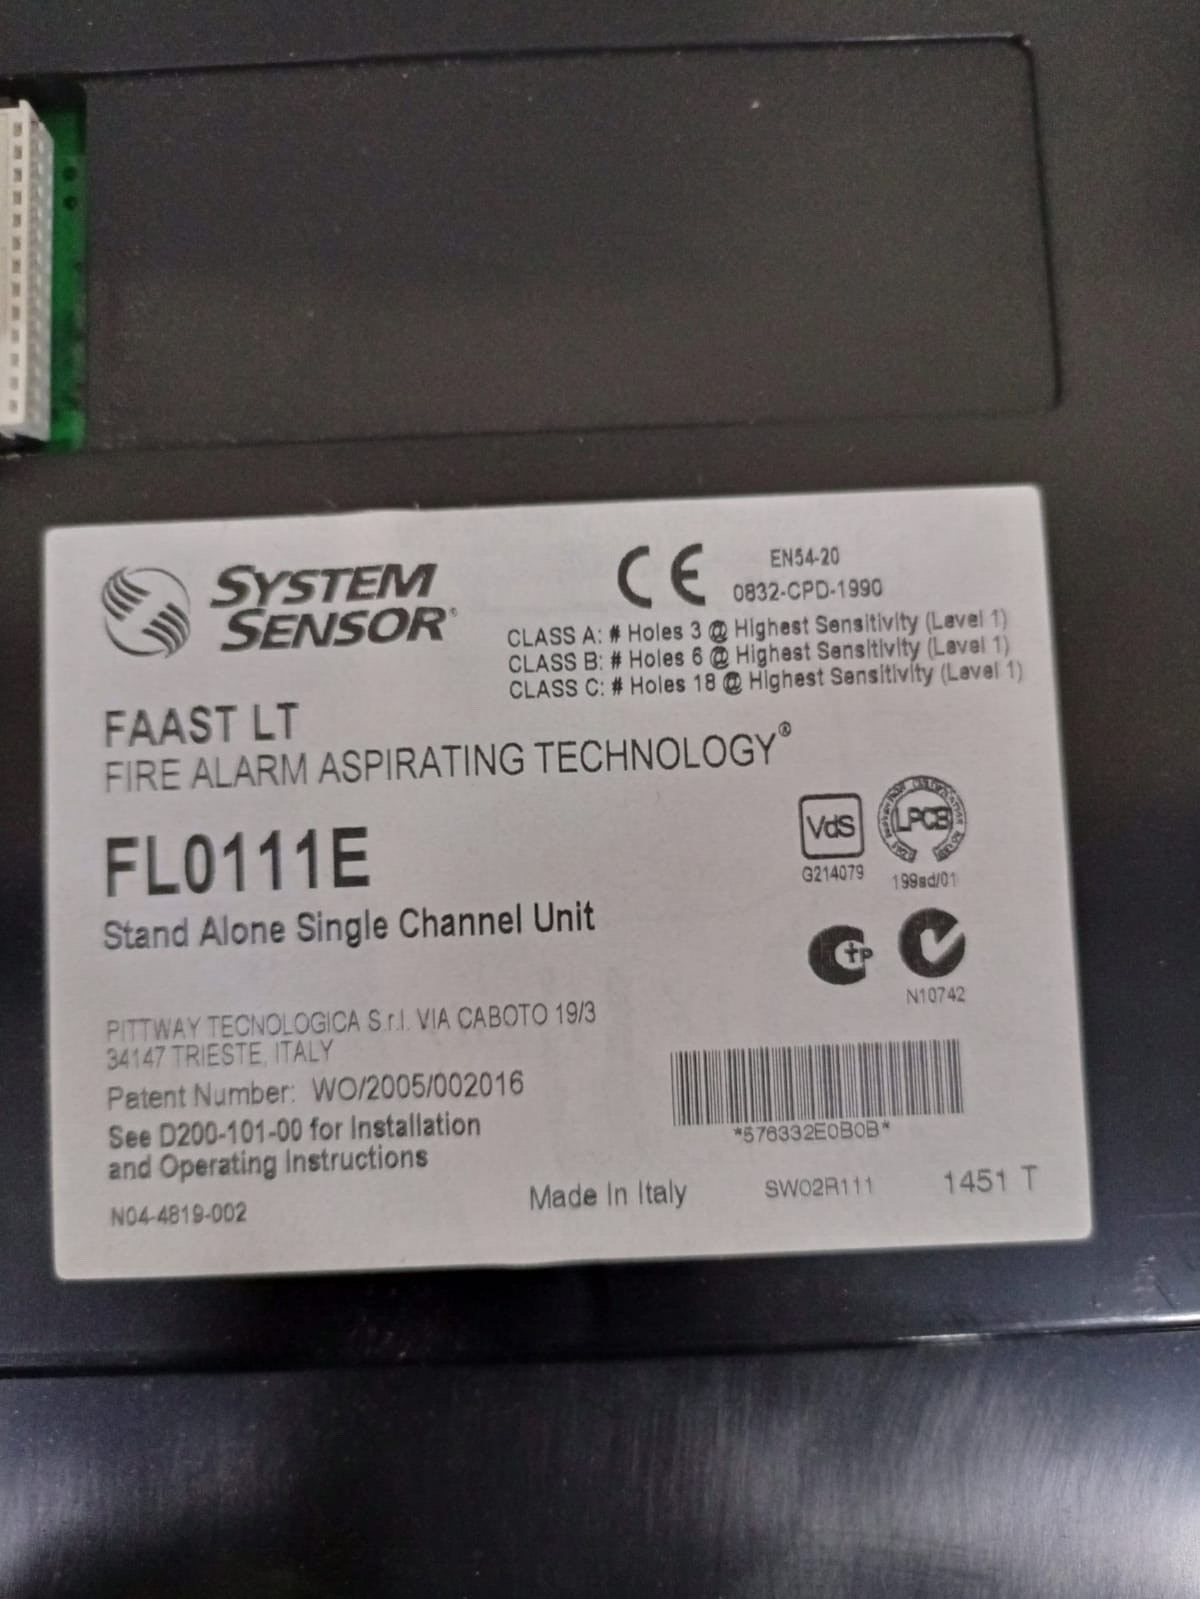 SYSTEM
SENSOR®
CE
EN54-20
0832-CPD-1990
CLASS A: # Holes 3 @ Highest Sensitivity (Level 1)
CLASS B: # Holes 6 @ Highest Sensitivity (Level 1)
CLASS C: # Holes 18 @ Highest Sensitivity (Level 1)
FAAST LT
FIRE ALARM ASPIRATING TECHNOLOGY®
FL0111E
Stand Alone Single Channel Unit
VdS
G214079
LPCB
199ad/01
N10742
PITTWAY TECNOLOGICA S.r.l. VIA CABOTO 19/3
34147 TRIESTE, ITALY
Patent Number: WO/2005/002016
See D200-101-00 for Installation
and Operating Instructions
N04-4819-002
*576332E0B0B*
Made In Italy
SW02R111
1451 T